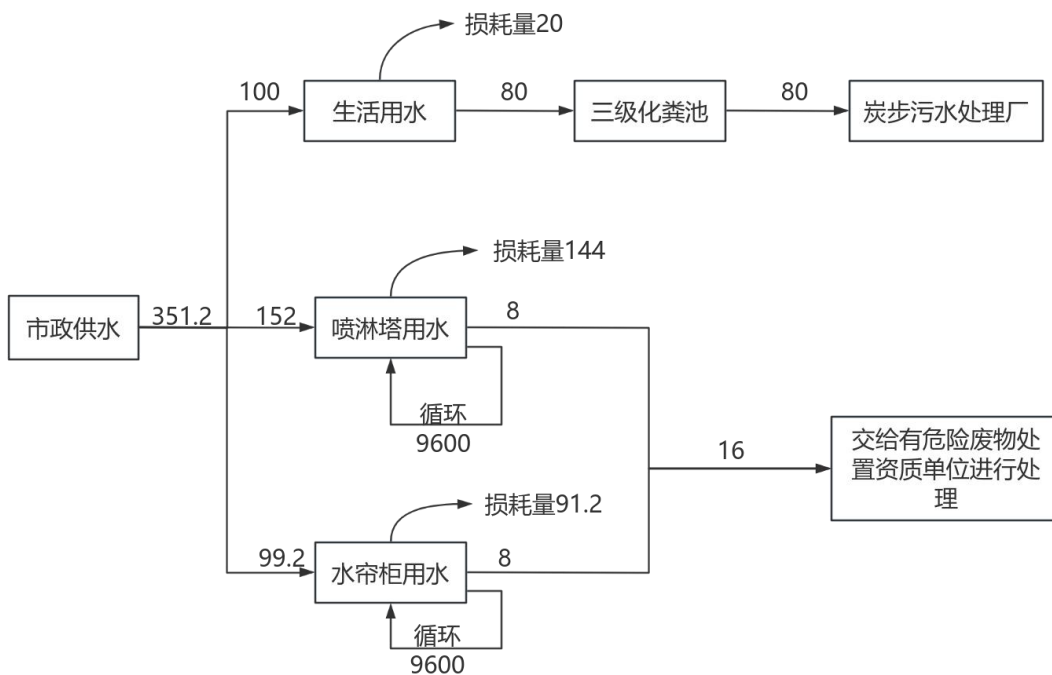 损耗量20
100
生活用水
80
三级化粪池
80
炭步污水处理厂
损耗量144
市政供水
351.2
152
喷淋塔用水
8
循环
9600
16
交给有危险废物处
置资质单位进行处
理
损耗量91.2
99.2
水帘柜用水
8
循环
9600